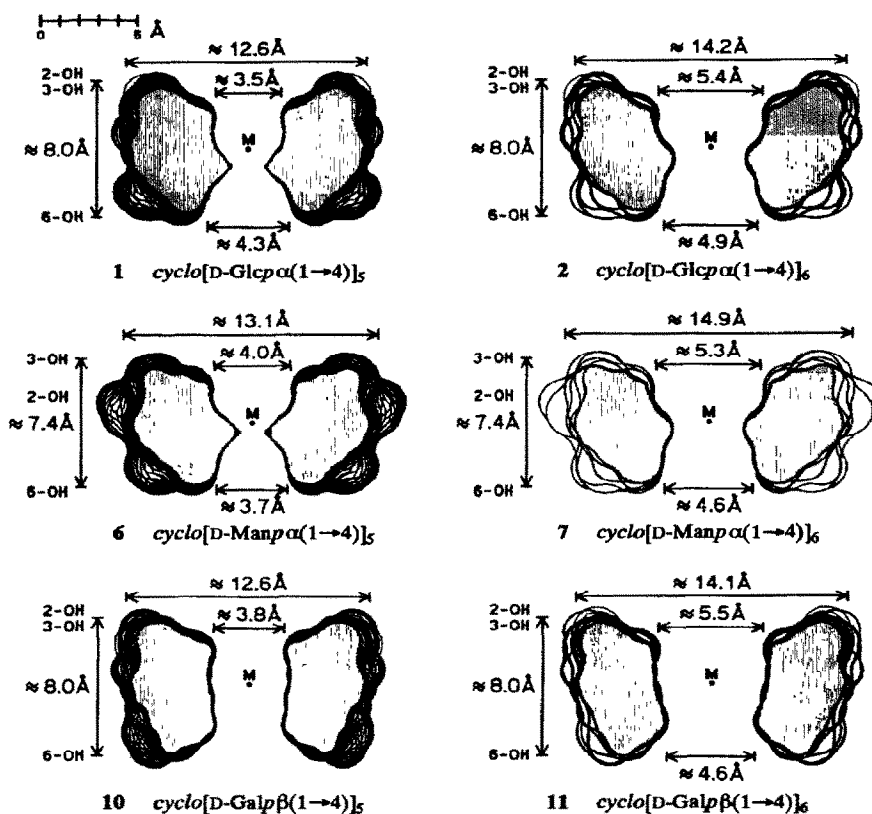 0 5 Å
≈ 12.6Å
≈ 3.5Å
2-OH
3-OH
M
≈ 8.0Å
6-OH
≈ 4.3Å
1 cyclo[D-Glcpα(1→4)]₅
≈ 14.2Å
≈ 5.4Å
2-OH
3-OH
M
≈ 8.0Å
6-OH
≈ 4.9Å
2 cyclo[D-Glcpα(1→4)]₆
≈ 13.1Å
≈ 4.0Å
3-OH
2-OH
M
≈ 7.4Å
6-OH
≈ 3.7Å
6 cyclo[D-Manpα(1→4)]₅
≈ 14.9Å
≈ 5.3Å
3-OH
2-OH
M
≈ 7.4Å
6-OH
≈ 4.6Å
7 cyclo[D-Manpα(1→4)]₆
≈ 12.6Å
≈ 3.8Å
2-OH
3-OH
M
≈ 8.0Å
6-OH
10 cyclo[D-Galpβ(1→4)]₅
≈ 14.1Å
≈ 5.5Å
2-OH
3-OH
M
≈ 8.0Å
6-OH
≈ 4.6Å
11 cyclo[D-Galpβ(1→4)]₆